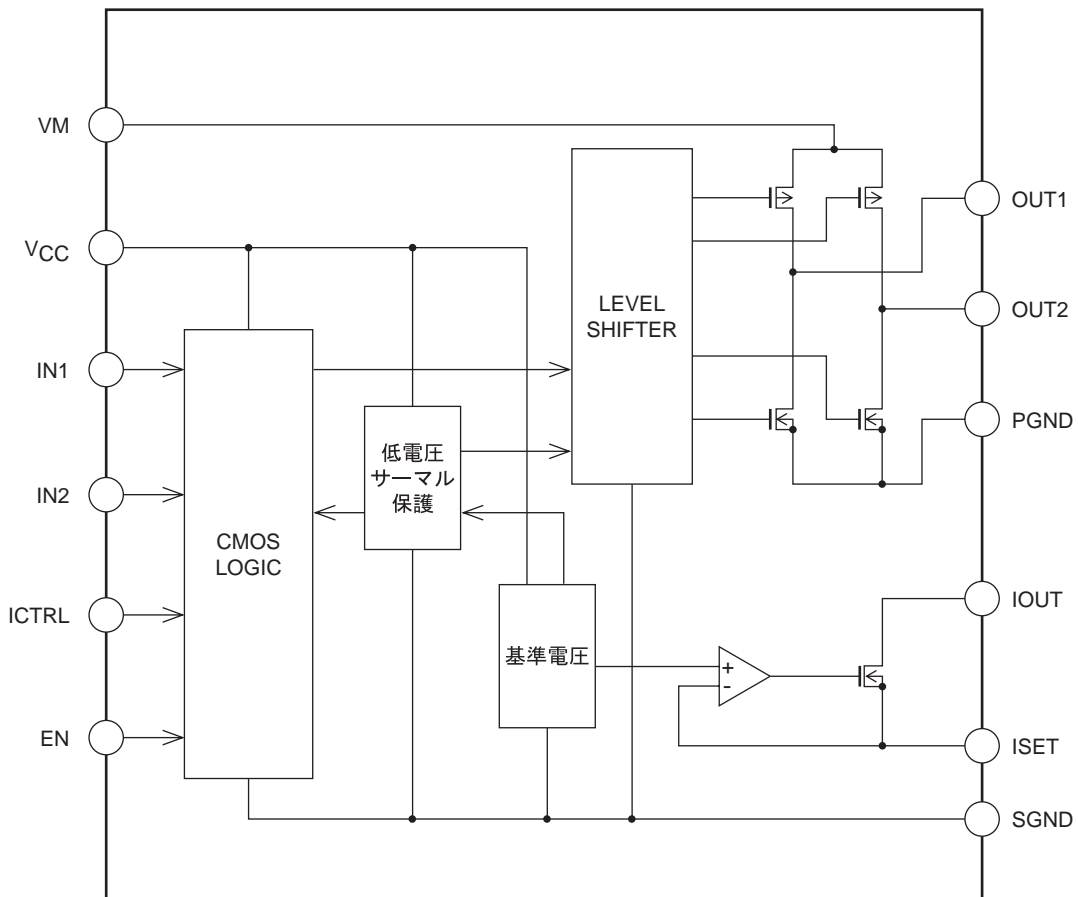 VM
VCC
IN1
IN2
ICTRL
EN
CMOS
LOGIC
低電圧
サーマル
保護
基準電圧
LEVEL
SHIFTER
+
-
OUT1
OUT2
PGND
IOUT
ISET
SGND